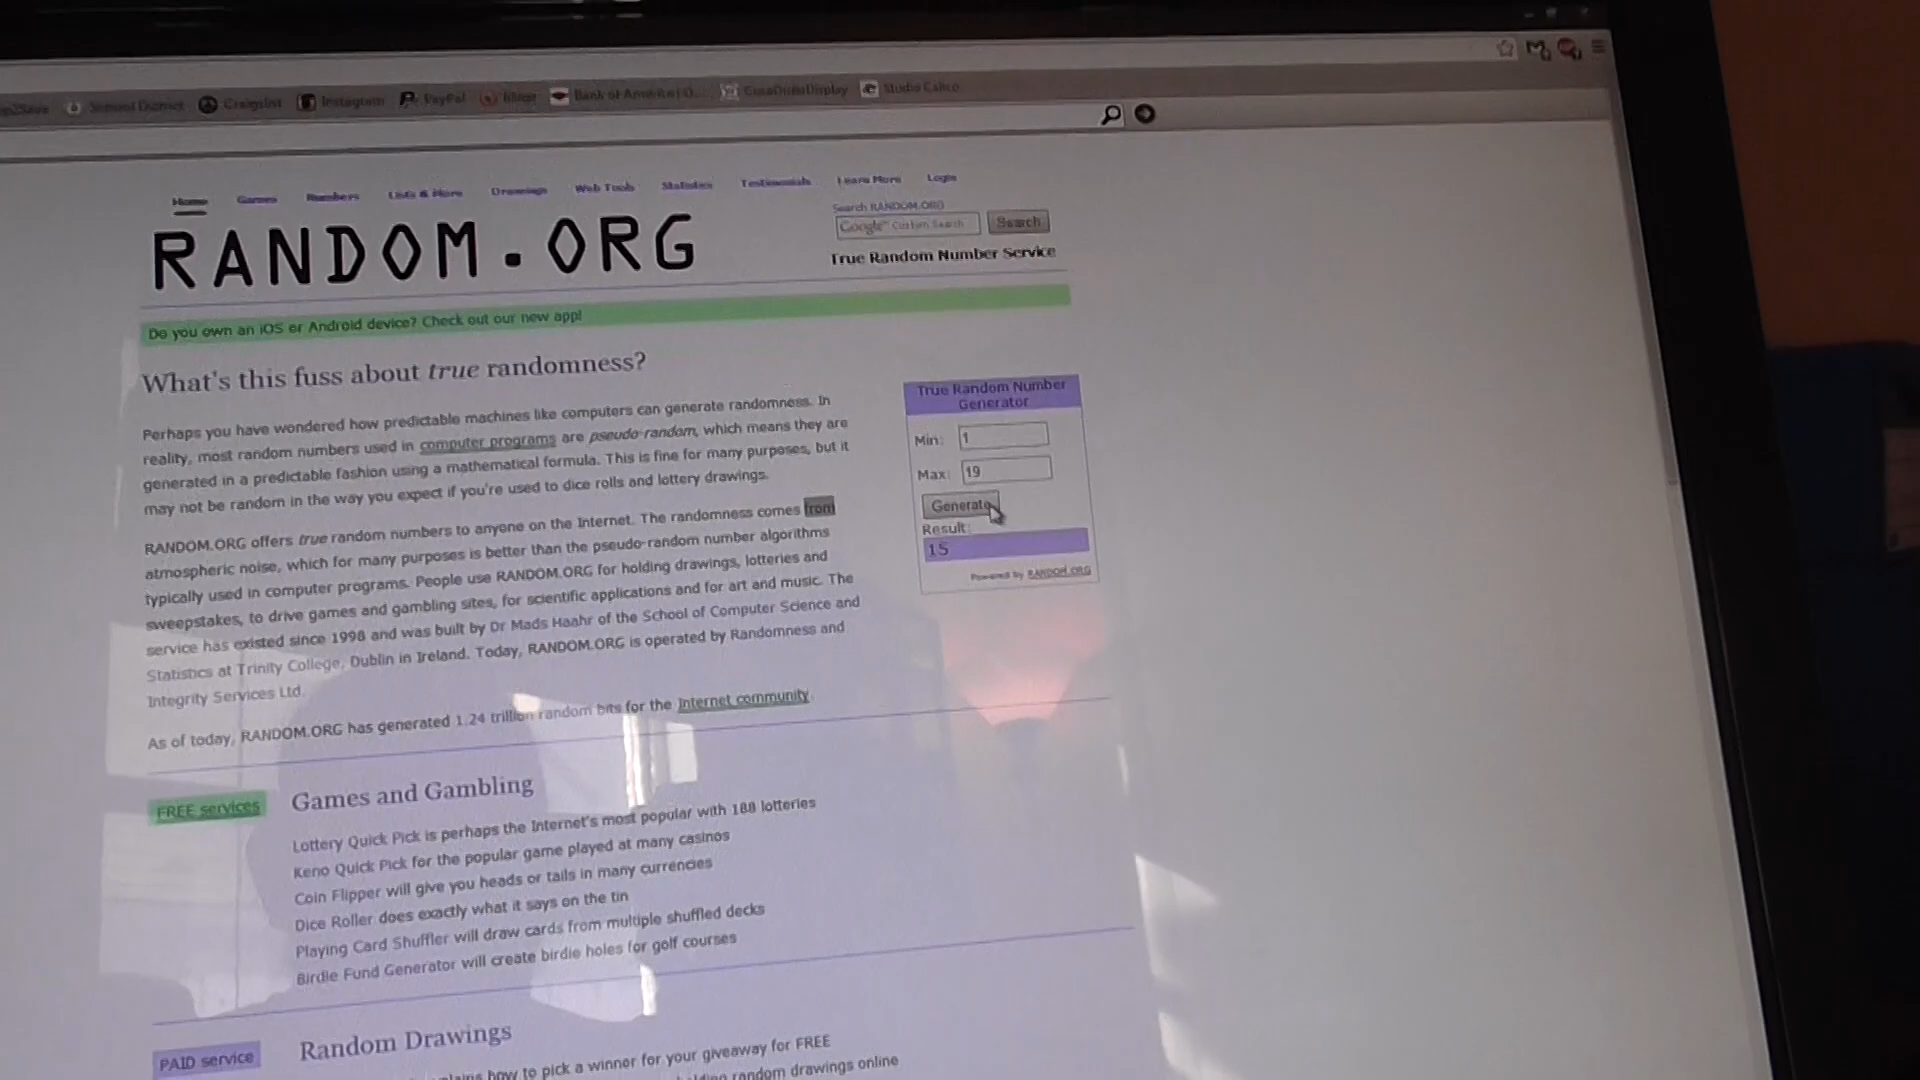 Craigslist Instagram PayPal Bank of America | O... Studio Calico
Home Games Numbers Lists & More Drawings Web Tools Statistics Testimonials Learn More Login
Search RANDOM.ORG
Google™ Custom Search Search
RANDOM.ORG
True Random Number Service
Do you own an iOS or Android device? Check out our new app!
What's this fuss about true randomness?
Perhaps you have wondered how predictable machines like computers can generate randomness. In
reality, most random numbers used in computer programs are pseudo-random, which means they are
generated in a predictable fashion using a mathematical formula. This is fine for many purposes, but it
may not be random in the way you expect if you're used to dice rolls and lottery drawings.
RANDOM.ORG offers true random numbers to anyone on the Internet. The randomness comes from
atmospheric noise, which for many purposes is better than the pseudo-random number algorithms
typically used in computer programs. People use RANDOM.ORG for holding drawings, lotteries and
sweepstakes, to drive games and gambling sites, for scientific applications and for art and music. The
service has existed since 1998 and was built by Dr Mads Haahr of the School of Computer Science and
Statistics at Trinity College, Dublin in Ireland. Today, RANDOM.ORG is operated by Randomness and
Integrity Services Ltd.
As of today, RANDOM.ORG has generated 1.24 trillion random bits for the Internet community.
True Random Number
Generator
Min: 1
Max: 19
Generate
Result:
15
Powered by RANDOM.ORG
FREE services
Games and Gambling
Lottery Quick Pick is perhaps the Internet's most popular with 188 lotteries
Keno Quick Pick for the popular game played at many casinos
Coin Flipper will give you heads or tails in many currencies
Dice Roller does exactly what it says on the tin
Playing Card Shuffler will draw cards from multiple shuffled decks
Birdie Fund Generator will create birdie holes for golf courses
PAID service
Random Drawings
how to pick a winner for your giveaway for FREE
random drawings online